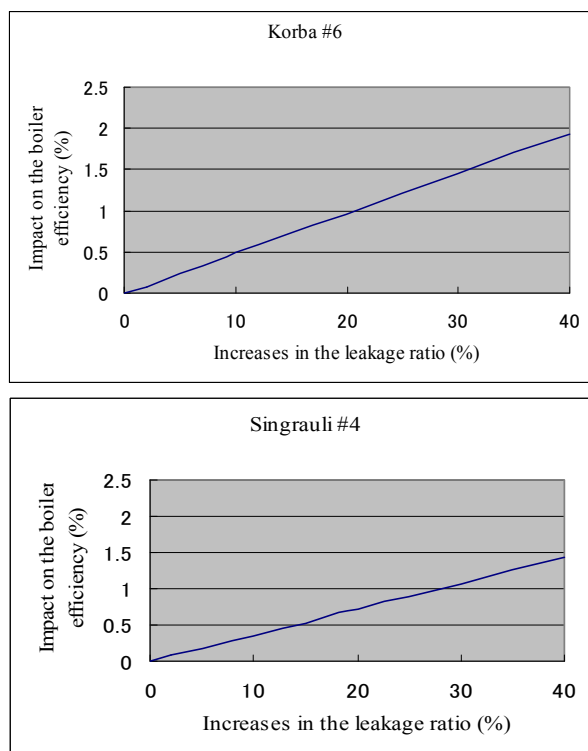 Korba #6
Impact on the boiler
efficiency (%)
2.5
2
1.5
1
0.5
0
0 10 20 30 40
Increases in the leakage ratio (%)
Singrauli #4
Impact on the boiler
efficiency (%)
2.5
2
1.5
1
0.5
0
0 10 20 30 40
Increases in the leakage ratio (%)